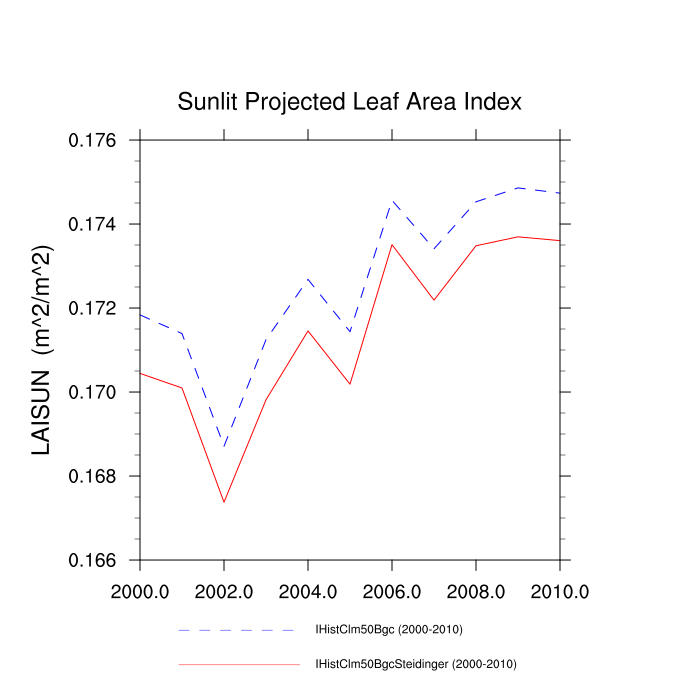 Sunlit Projected Leaf Area Index
LAISUN (m^2/m^2)
0.176
0.174
0.172
0.170
0.168
0.166
2000.0 2002.0 2004.0 2006.0 2008.0 2010.0
IHistClm50Bgc (2000-2010)
IHistClm50BgcSteidinger (2000-2010)